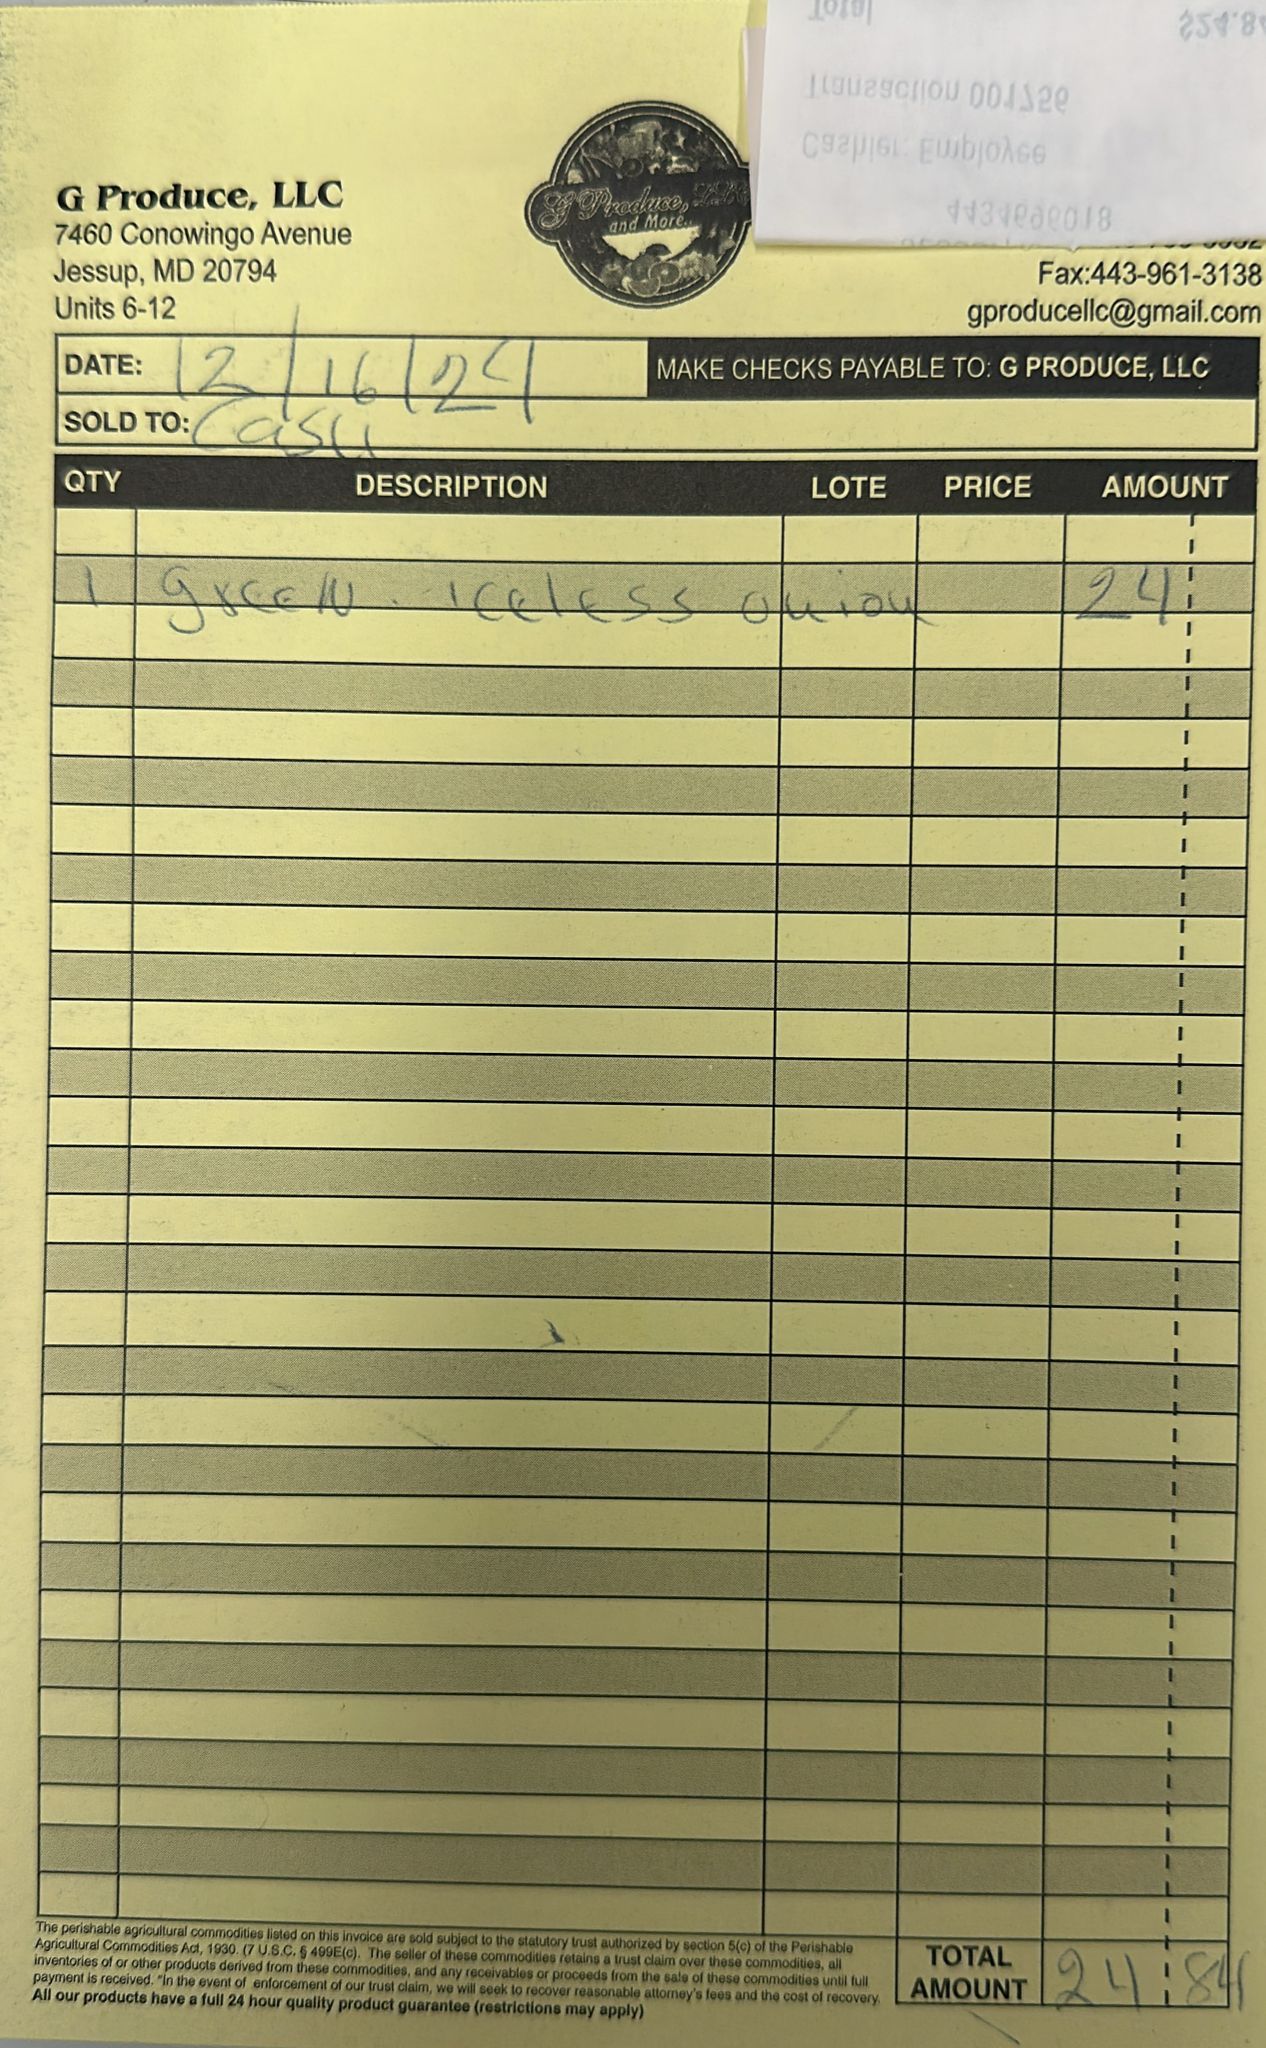 Total $24.84
Transaction 001756
Cashier: Employee
4434696018
G Produce, LLC
7460 Conowingo Avenue
Jessup, MD 20794
Units 6-12
G Produce, LLC
and More..
Fax:443-961-3138
gproducellc@gmail.com
DATE: 12/16/24
MAKE CHECKS PAYABLE TO: G PRODUCE, LLC
SOLD TO: Cash
QTY DESCRIPTION LOTE PRICE AMOUNT
1 green iceless onion 24
The perishable agricultural commodities listed on this invoice are sold subject to the statutory trust authorized by section 5(c) of the Perishable
Agricultural Commodities Act, 1930. (7 U.S.C. § 499E(c). The seller of these commodities retains a trust claim over these commodities, all
inventories of or other products derived from these commodities, and any receivables or proceeds from the sale of these commodities until full
payment is received. "In the event of enforcement of our trust claim, we will seek to recover reasonable attorney's fees and the cost of recovery.
All our products have a full 24 hour quality product guarantee (restrictions may apply)
TOTAL
AMOUNT 24 84